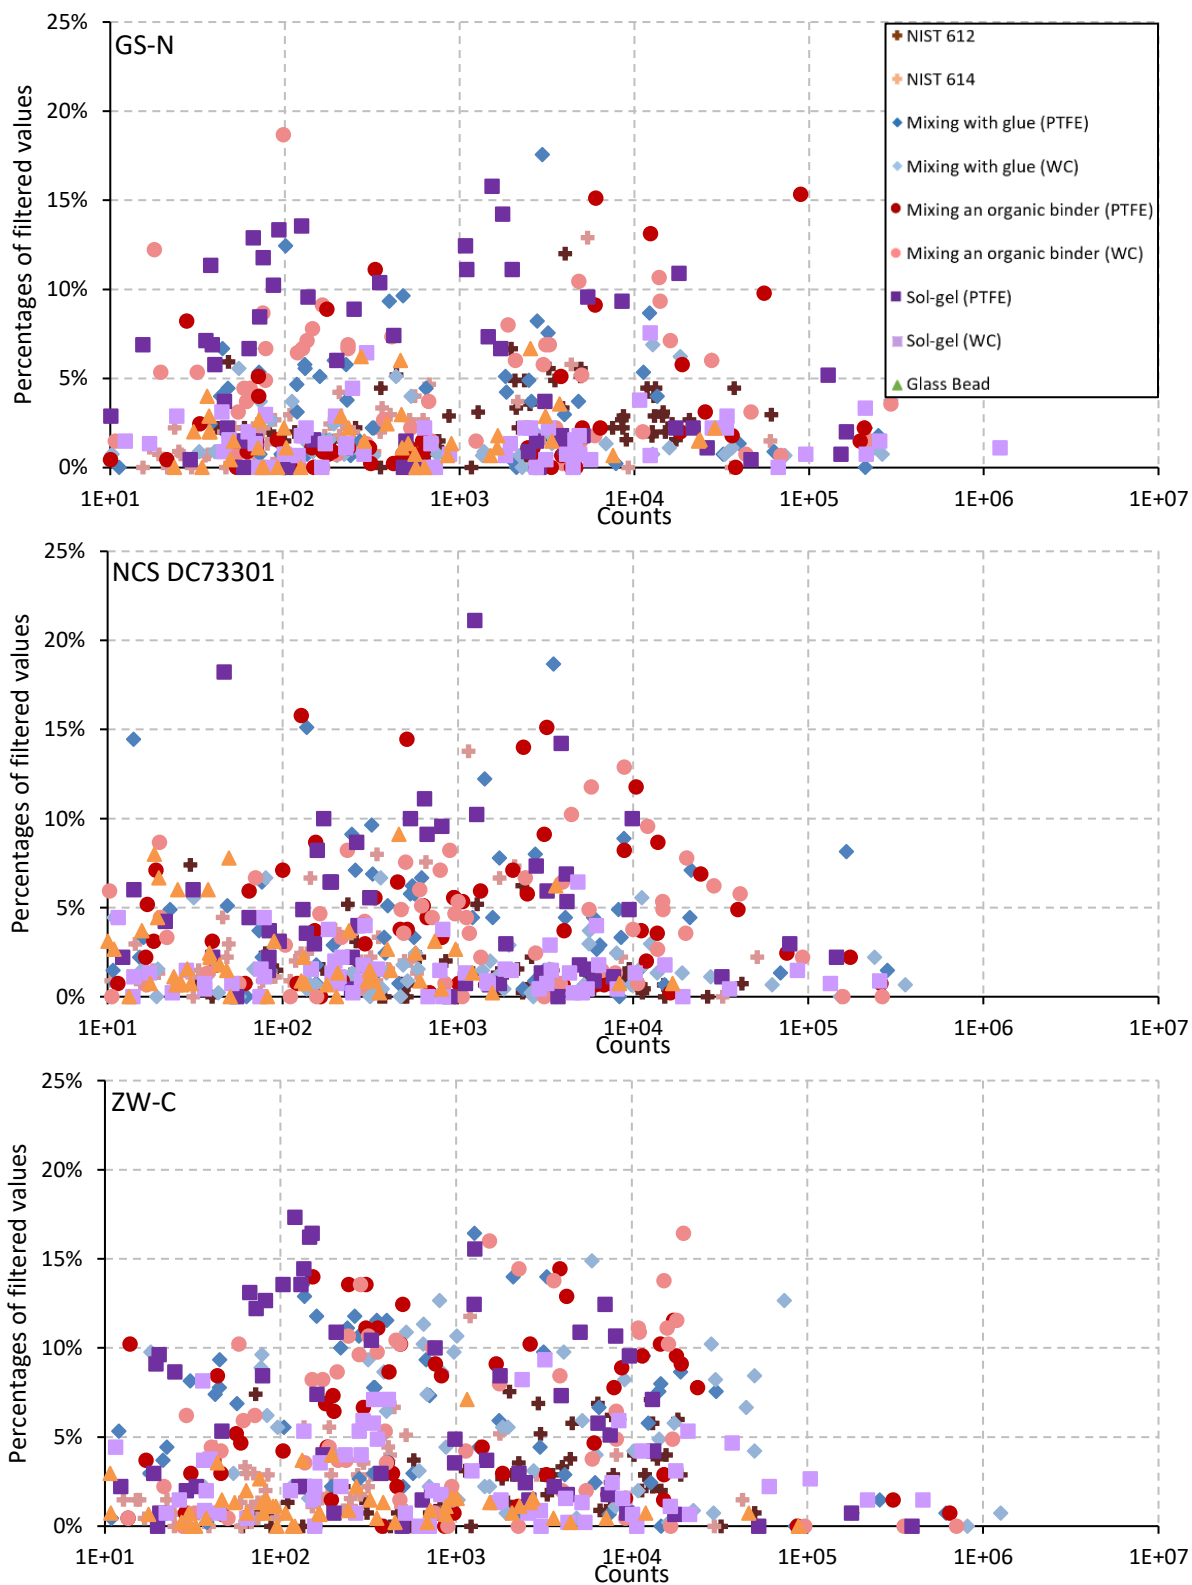 GS-N
Percentages of filtered values
25%
20%
15%
10%
5%
0%
1E+01 1E+02 1E+03 1E+04 1E+05 1E+06 1E+07
Counts
NIST 612
NIST 614
Mixing with glue (PTFE)
Mixing with glue (WC)
Mixing an organic binder (PTFE)
Mixing an organic binder (WC)
Sol-gel (PTFE)
Sol-gel (WC)
Glass Bead
NCS DC73301
Percentages of filtered values
25%
20%
15%
10%
5%
0%
1E+01 1E+02 1E+03 1E+04 1E+05 1E+06 1E+07
Counts
ZW-C
Percentages of filtered values
25%
20%
15%
10%
5%
0%
1E+01 1E+02 1E+03 1E+04 1E+05 1E+06 1E+07
Counts